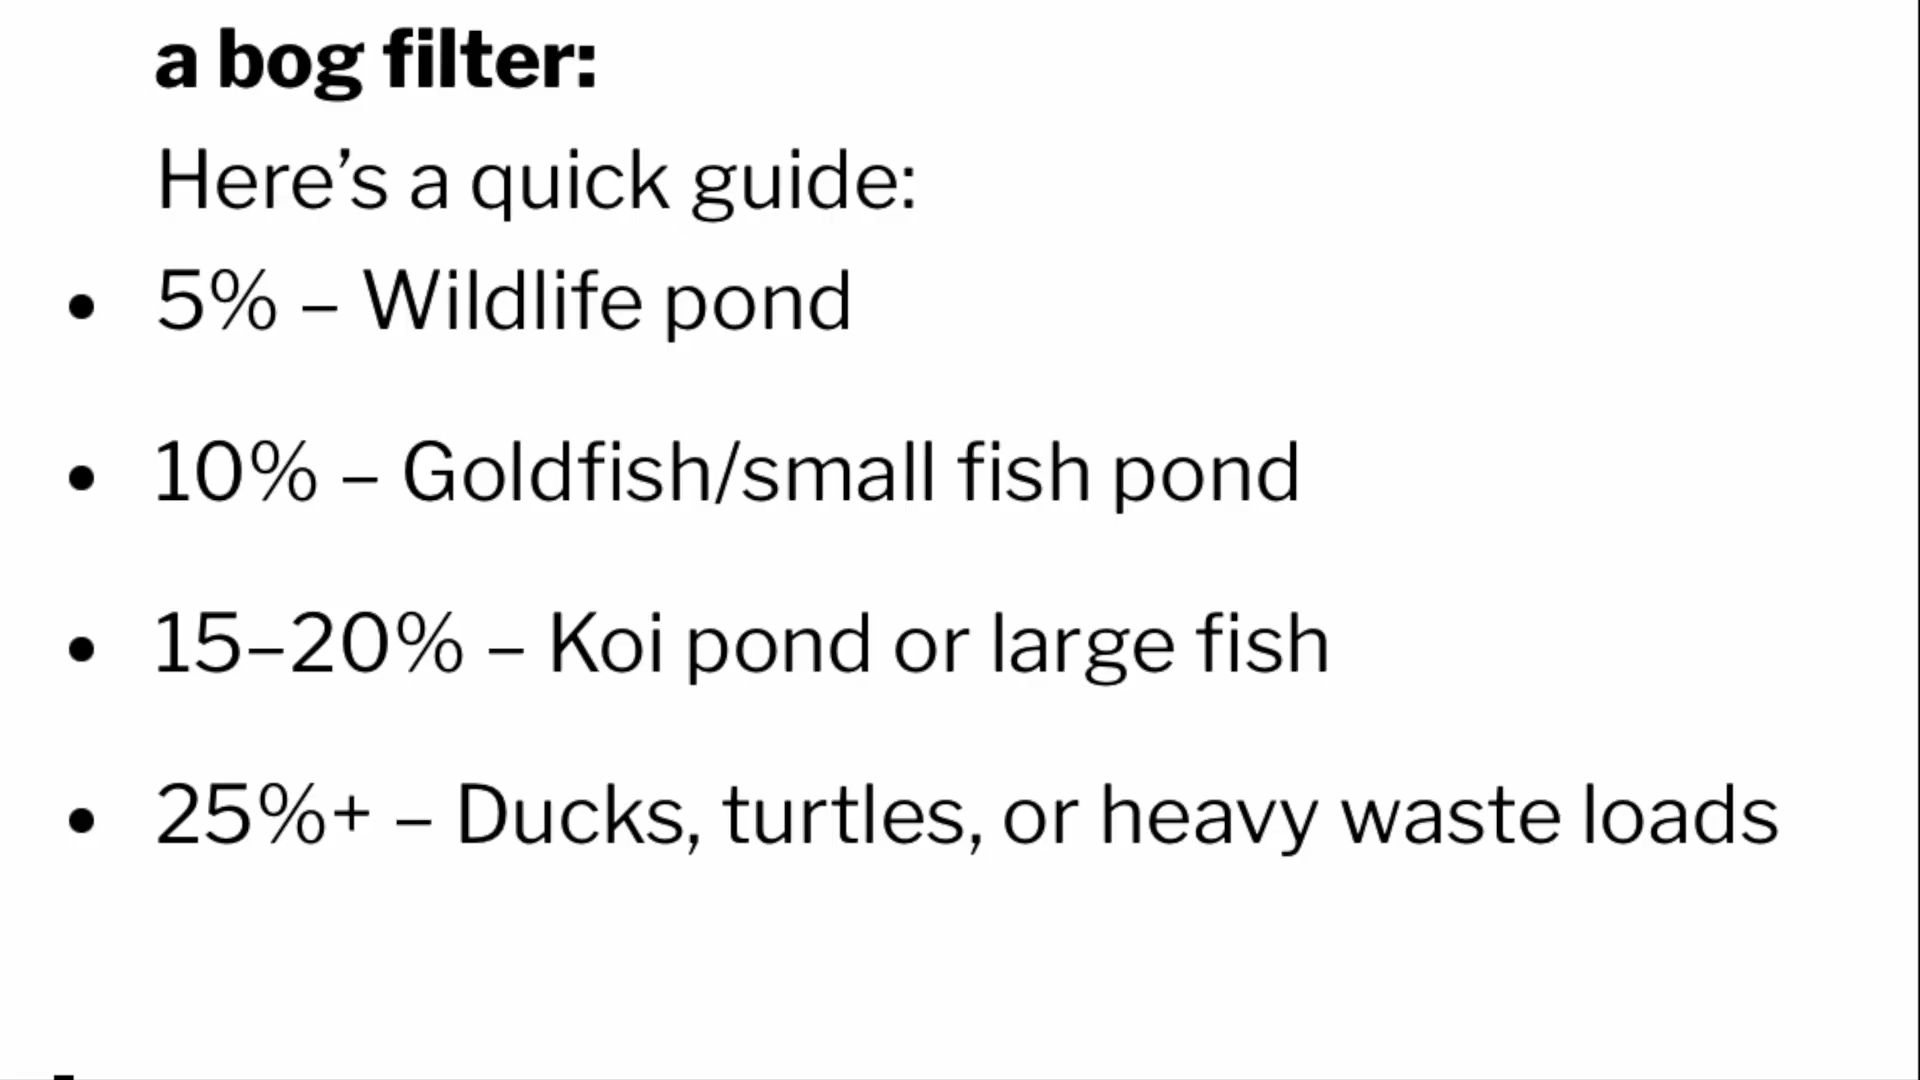 a bog filter:
Here’s a quick guide:
• 5% – Wildlife pond
• 10% – Goldfish/small fish pond
• 15–20% – Koi pond or large fish
• 25%+ – Ducks, turtles, or heavy waste loads